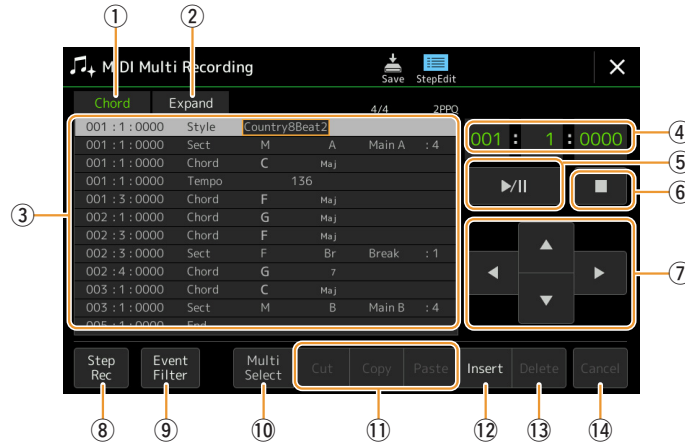 ① ②
MIDI Multi Recording Save StepEdit
Chord Expand 4/4 2PPQ
001 : 1 : 0000 Style Country8Beat2
001 : 1 : 0000 Sect M A Main A : 4
001 : 1 : 0000 Chord C Maj
001 : 1 : 0000 Tempo 136
001 : 3 : 0000 Chord F Maj
002 : 1 : 0000 Chord G Maj
002 : 3 : 0000 Chord F Maj
002 : 3 : 0000 Sect F Br Break : 1
002 : 4 : 0000 Chord G 7
003 : 1 : 0000 Chord C Maj
003 : 1 : 0000 Sect M B Main B : 4
005 : 1 : 0000 End
③
001 : 1 : 0000
④
⑤
⑥
⑦
Step Rec
Event Filter
Multi Select
Cut Copy Paste Insert Delete Cancel
⑧ ⑨ ⑩ ⑪ ⑫ ⑬ ⑭